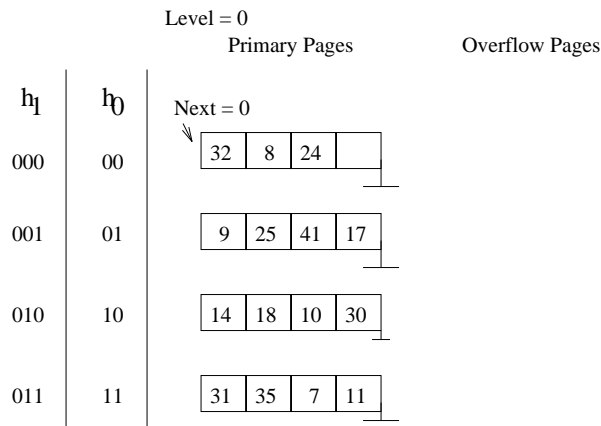 Level = 0
Primary Pages Overflow Pages
h1 h0 Next = 0
000 00 32 8 24
001 01 9 25 41 17
010 10 14 18 10 30
011 11 31 35 7 11